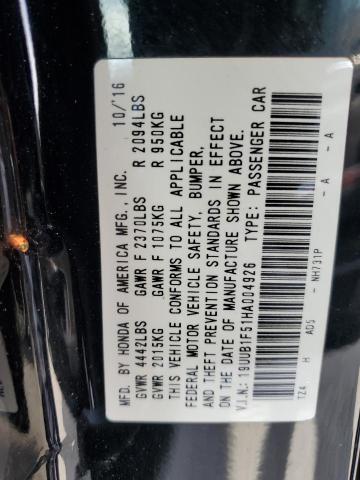 MFD. BY HONDA OF AMERICA MFG., INC. 10/'16
GVWR 4442LBS GAWR F 2370LBS R 2094LBS
GVWR 2015KG GAWR F 1075KG R 950KG
THIS VEHICLE CONFORMS TO ALL APPLICABLE
FEDERAL MOTOR VEHICLE SAFETY, BUMPER,
AND THEFT PREVENTION STANDARDS IN EFFECT
ON THE DATE OF MANUFACTURE SHOWN ABOVE.
V.I.N.: 19UUB1F51HA004926 TYPE: PASSENGER CAR
TZ4 H AD5 - NH731P - A - A